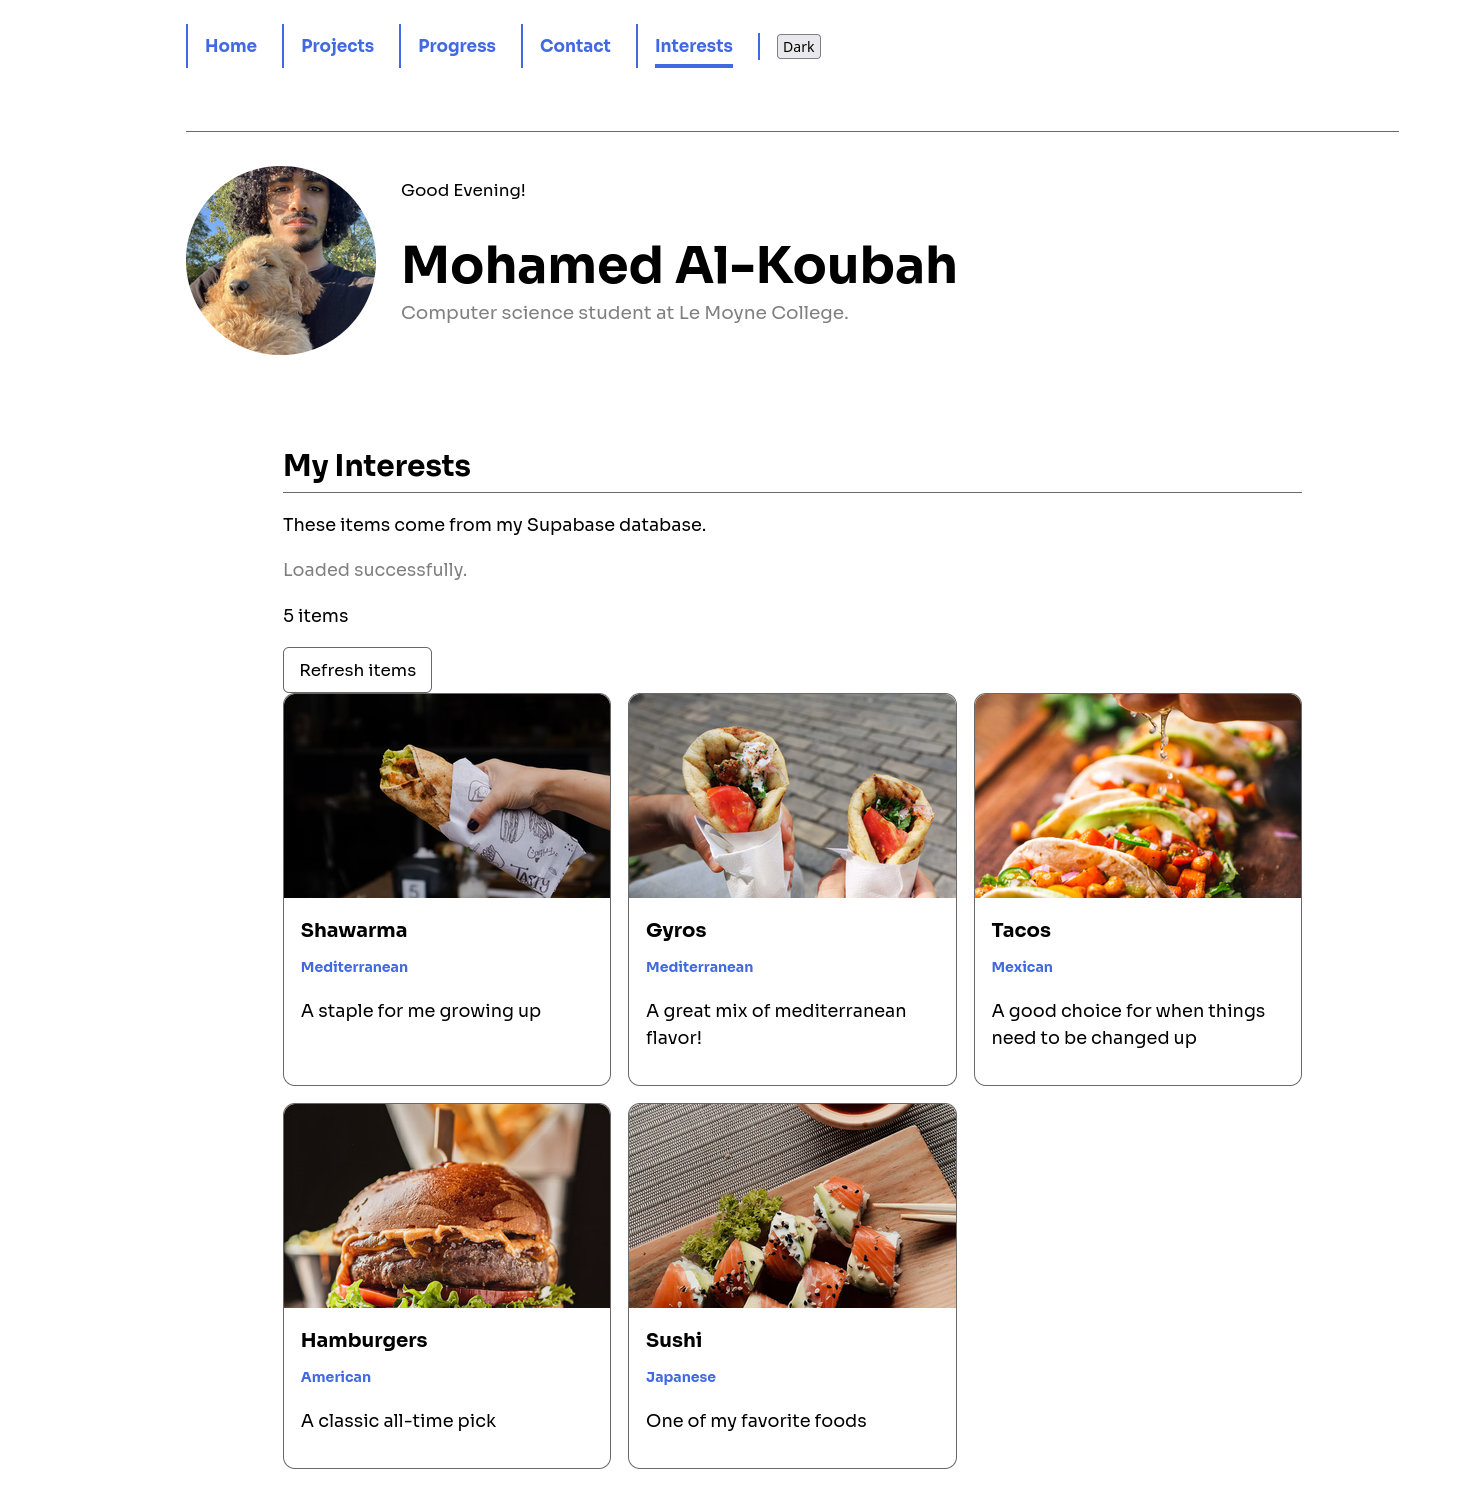 Home Projects Progress Contact Interests Dark
Good Evening!
Mohamed Al-Koubah
Computer science student at Le Moyne College.
My Interests
These items come from my Supabase database.
Loaded successfully.
5 items
Refresh items
5
TASTY
Shawarma
Mediterranean
A staple for me growing up
Gyros
Mediterranean
A great mix of mediterranean
flavor!
Tacos
Mexican
A good choice for when things
need to be changed up
Hamburgers
American
A classic all-time pick
Sushi
Japanese
One of my favorite foods